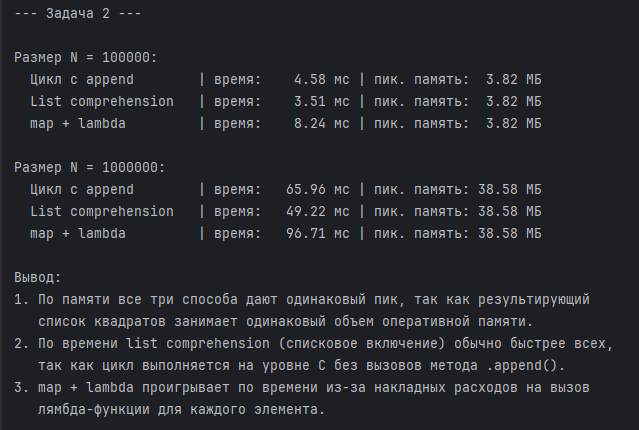 --- Задача 2 ---
Размер N = 100000:
Цикл с append | время: 4.58 мс | пик. память: 3.82 МБ
List comprehension | время: 3.51 мс | пик. память: 3.82 МБ
map + lambda | время: 8.24 мс | пик. память: 3.82 МБ
Размер N = 1000000:
Цикл с append | время: 65.96 мс | пик. память: 38.58 МБ
List comprehension | время: 49.22 мс | пик. память: 38.58 МБ
map + lambda | время: 96.71 мс | пик. память: 38.58 МБ
Вывод:
1. По памяти все три способа дают одинаковый пик, так как результирующий
список квадратов занимает одинаковый объем оперативной памяти.
2. По времени list comprehension (списковое включение) обычно быстрее всех,
так как цикл выполняется на уровне C без вызовов метода .append().
3. map + lambda проигрывает по времени из-за накладных расходов на вызов
лямбда-функции для каждого элемента.